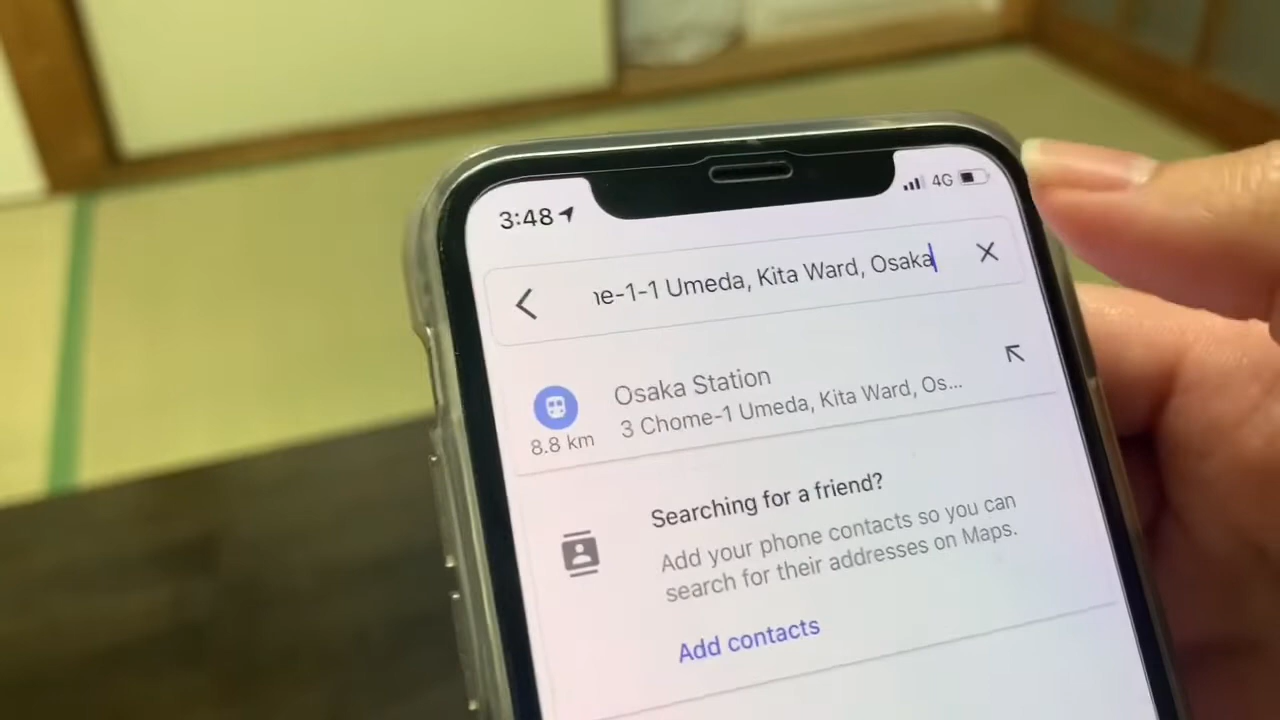 3:48
4G
ne-1-1 Umeda, Kita Ward, Osaka
Osaka Station
3 Chome-1 Umeda, Kita Ward, Os...
8.8 km
Searching for a friend?
Add your phone contacts so you can
search for their addresses on Maps.
Add contacts